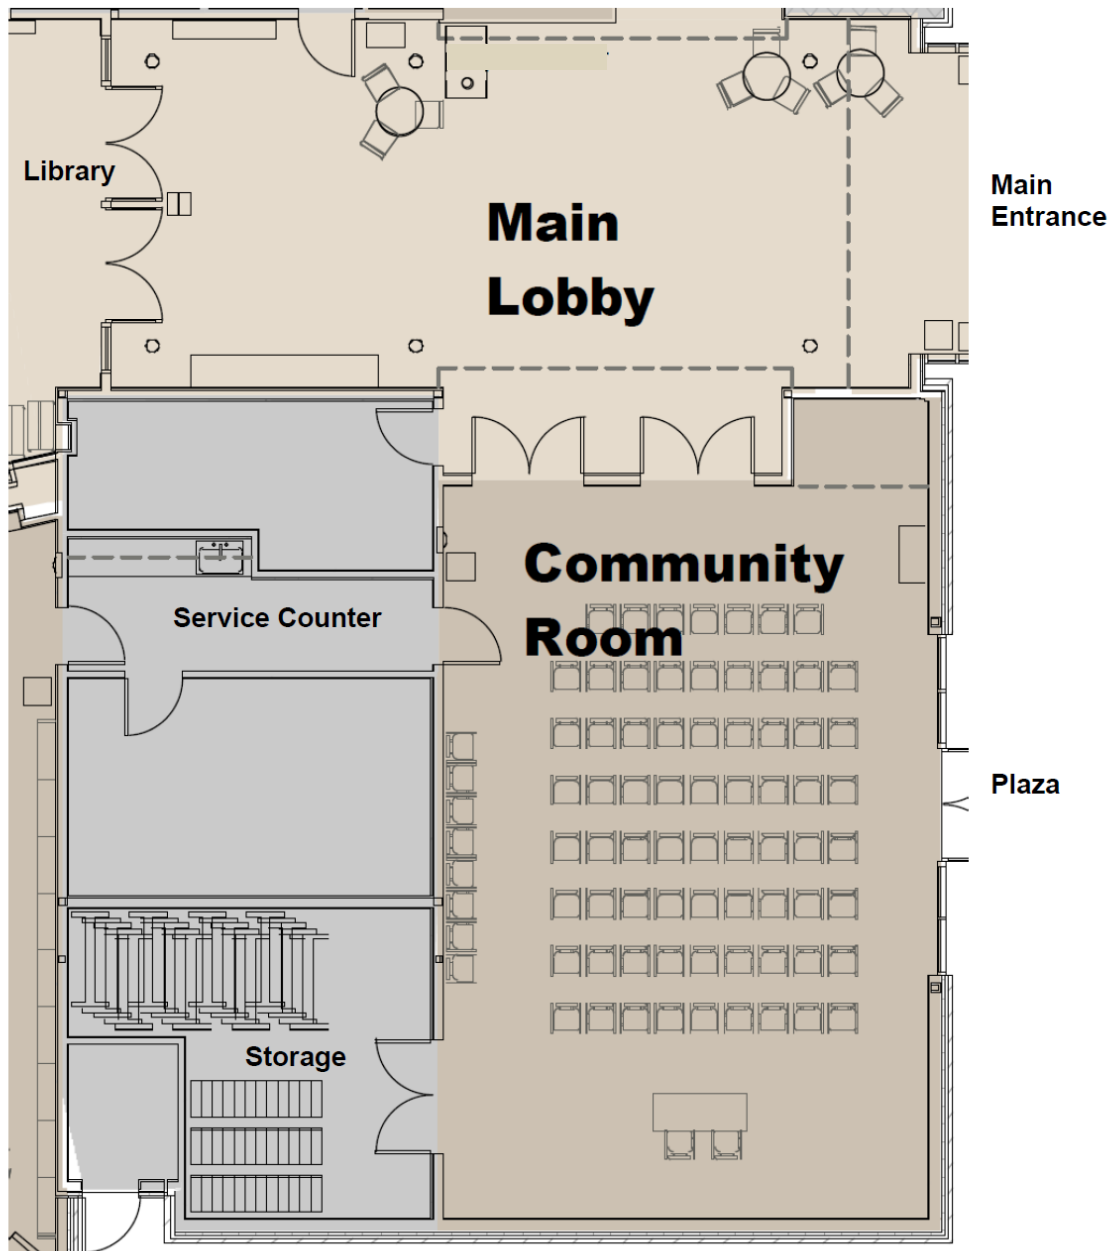 Library
Main
Lobby
Main
Entrance
Community
Room
Service Counter
Plaza
Storage